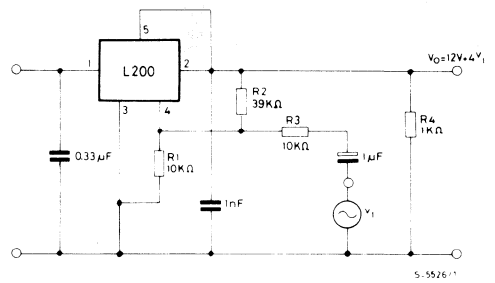 5
V₀=12V+4V₁
1
L200
2
3
4
R2
39KΩ
R3
10KΩ
R4
1KΩ
0.33µF
R1
10KΩ
1µF
1nF
v₁
S-5526/1